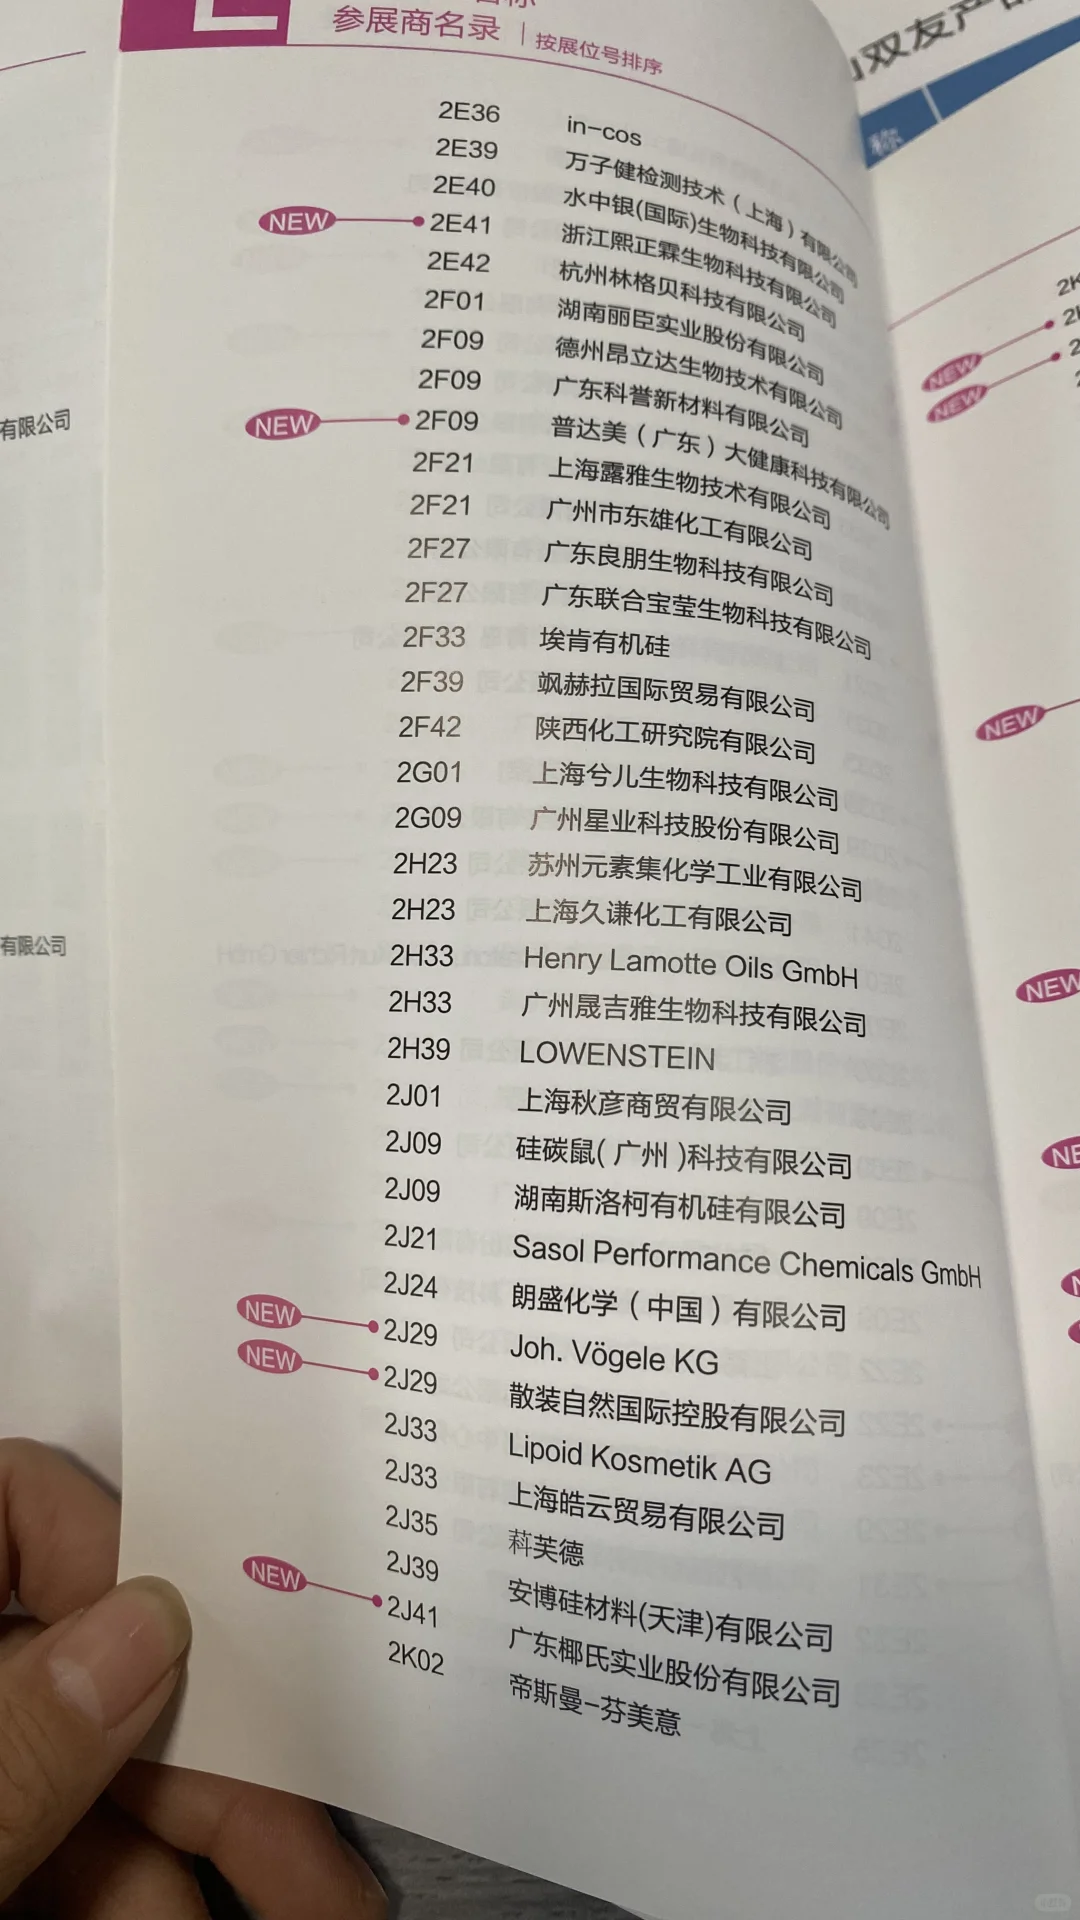 参展商名录 | 按展位号排序
2E36 in-cos
2E39 万子健检测技术（上海）有限公司
2E40 水中银(国际)生物科技有限公司
NEW 2E41 浙江熙正霖生物科技有限公司
2E42 杭州林格贝科技有限公司
2F01 湖南丽臣实业股份有限公司
2F09 德州昂立达生物技术有限公司
2F09 广东科誉新材料有限公司
NEW 2F09 普达美（广东）大健康科技有限公司
2F21 上海露雅生物技术有限公司
2F21 广州市东雄化工有限公司
2F27 广东良朋生物科技有限公司
2F27 广东联合宝莹生物科技有限公司
2F33 埃肯有机硅
2F39 飒赫拉国际贸易有限公司
2F42 陕西化工研究院有限公司
2G01 上海兮儿生物科技有限公司
2G09 广州星业科技股份有限公司
2H23 苏州元素集化学工业有限公司
2H23 上海久谦化工有限公司
2H33 Henry Lamotte Oils GmbH
2H33 广州晟吉雅生物科技有限公司
2H39 LOWENSTEIN
2J01 上海秋彦商贸有限公司
2J09 硅碳鼠(广州)科技有限公司
2J09 湖南斯洛柯有机硅有限公司
2J21 Sasol Performance Chemicals GmbH
2J24 朗盛化学（中国）有限公司
NEW 2J29 Joh. Vögele KG
NEW 2J29 散装自然国际控股有限公司
2J33 Lipoid Kosmetik AG
2J33 上海皓云贸易有限公司
2J35 萪芙德
2J39 安博硅材料(天津)有限公司
NEW 2J41 广东椰氏实业股份有限公司
2K02 帝斯曼-芬美意
有限公司
有限公司
双友产
称
NEW
NEW
NEW
NEW